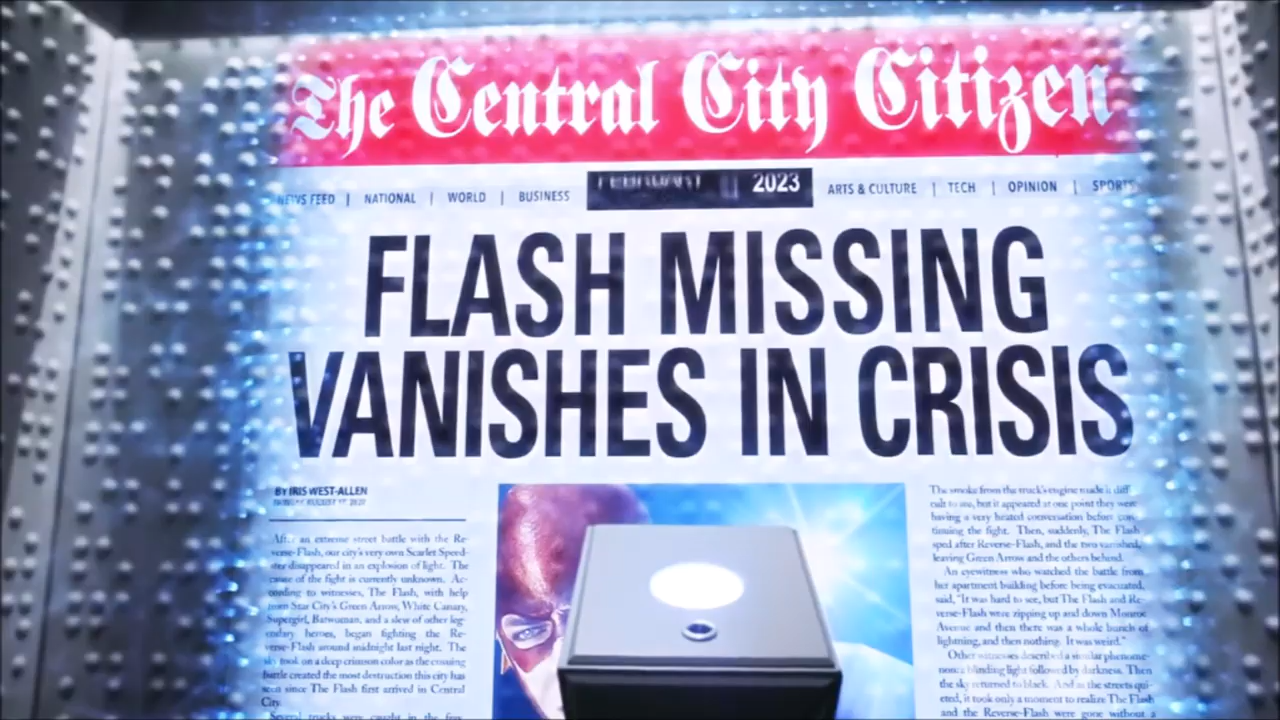 The Central City Citizen
NEWS FEED | NATIONAL | WORLD | BUSINESS 2023 ARTS & CULTURE | TECH | OPINION | SPORTS
FLASH MISSING
VANISHES IN CRISIS
BY IRIS WEST-ALLEN
After an extreme street battle with the Re-
verse-Flash, our city's very own Scarlet Speed-
ster disappeared in an explosion of light. The
cause of the fight is currently unknown. Ac-
cording to witnesses, The Flash, with help
from Star City's Green Arrow, White Canary,
Supergirl, Batwoman, and a slew of other leg-
endary heroes, began fighting the Re-
verse-Flash around midnight last night. The
sky took on a deep crimson color as the ensuing
battle created the most destruction this city has
seen since The Flash first arrived in Central
City.
Several trucks were caught in the
The smoke from the truck's engine made it diff
cult to see, but it appeared at one point they were
having a very heated conversation before con-
tinuing the fight. Then, suddenly, The Flash
sped after Reverse-Flash, and the two vanished,
leaving Green Arrow and the others behind.
An eyewitness who watched the battle from
her apartment building before being evacuated,
said, "It was hard to see, but The Flash and Re-
verse-Flash were zipping up and down Monroe
Avenue and then there was a whole bunch of
lightning, and then nothing. It was weird."
Other witnesses described a similar phenome-
non: a blinding light followed by darkness. Then
the sky returned to black. And as the streets qui-
eted, it took only a moment to realize The Flash
and the Reverse-Flash were gone without a